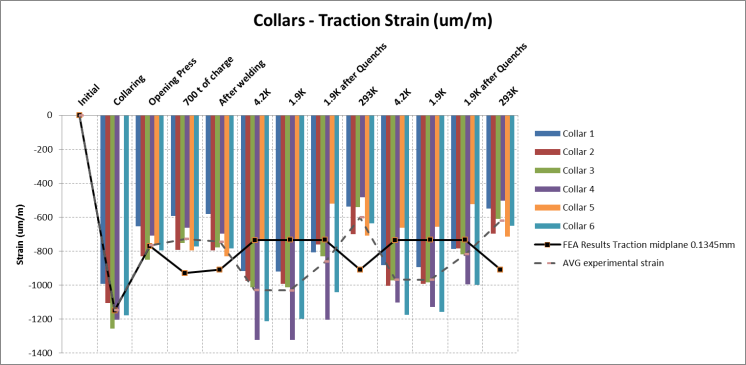 Collars - Traction Strain (um/m)
Initial
Collaring
Opening Press
700 t of charge
After welding
4.2K
1.9K
1.9K after Quenchs
293K
4.2K
1.9K
1.9K after Quenchs
293K
0
-200
-400
-600
-800
-1000
-1200
-1400
Strain (um/m)
Collar 1
Collar 2
Collar 3
Collar 4
Collar 5
Collar 6
FEA Results Traction midplane 0.1345mm
AVG experimental strain